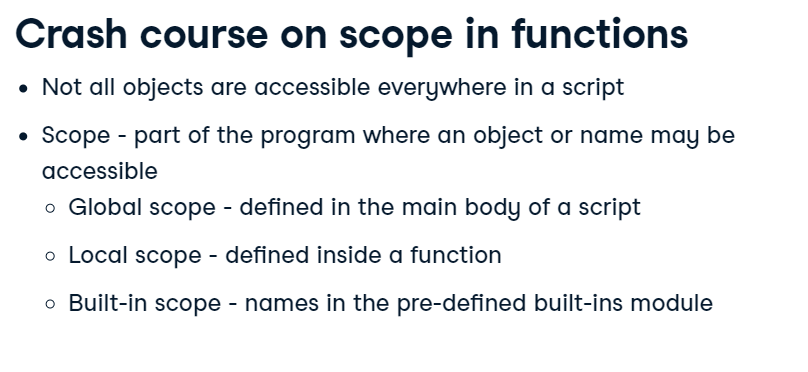 Crash course on scope in functions
• Not all objects are accessible everywhere in a script
• Scope - part of the program where an object or name may be
accessible
○ Global scope - defined in the main body of a script
○ Local scope - defined inside a function
○ Built-in scope - names in the pre-defined built-ins module